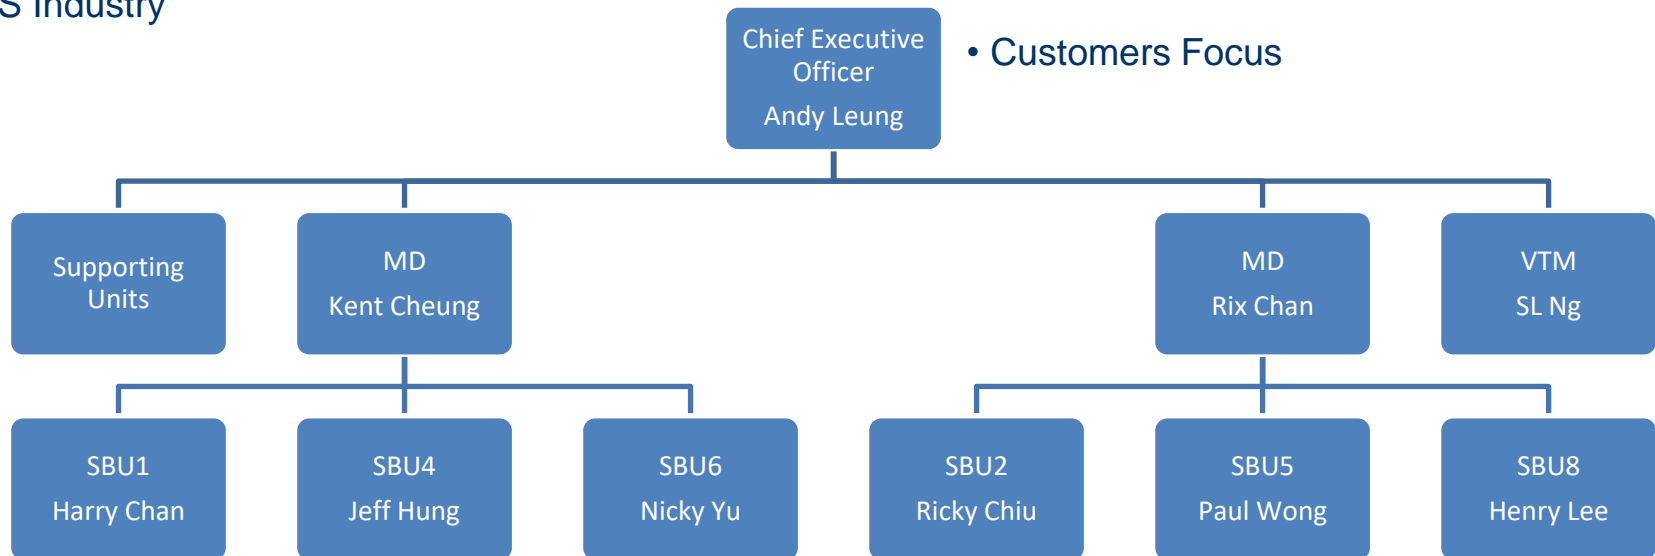 S Industry
Chief Executive
Officer
Andy Leung
• Customers Focus
Supporting
Units
MD
Kent Cheung
MD
Rix Chan
VTM
SL Ng
SBU1
Harry Chan
SBU4
Jeff Hung
SBU6
Nicky Yu
SBU2
Ricky Chiu
SBU5
Paul Wong
SBU8
Henry Lee